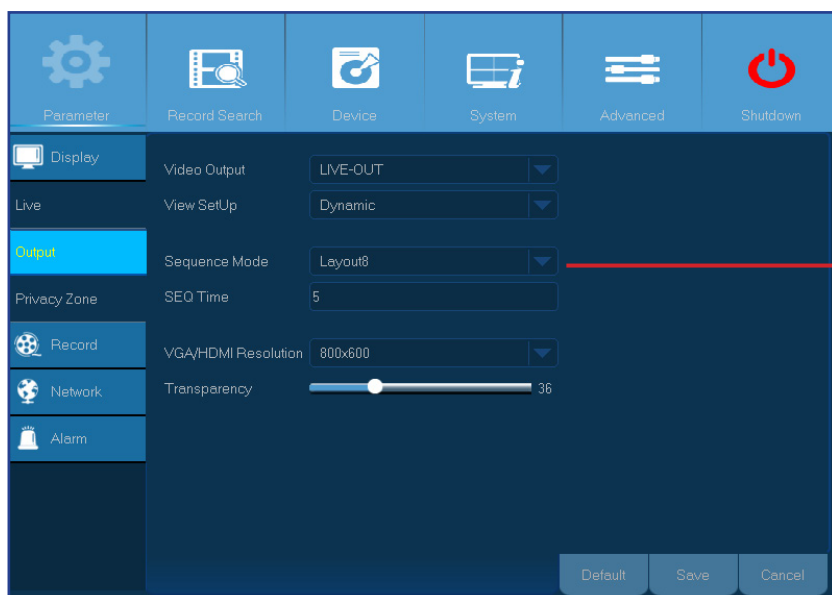 Parameter
Record Search
Device
System
Advanced
Shutdown
Display
Live
Output
Privacy Zone
Record
Network
Alarm
Video Output LIVE-OUT
View SetUp Dynamic
Sequence Mode Layout8
SEQ Time 5
VGA/HDMI Resolution 800x600
Transparency 36
Default
Save
Cancel